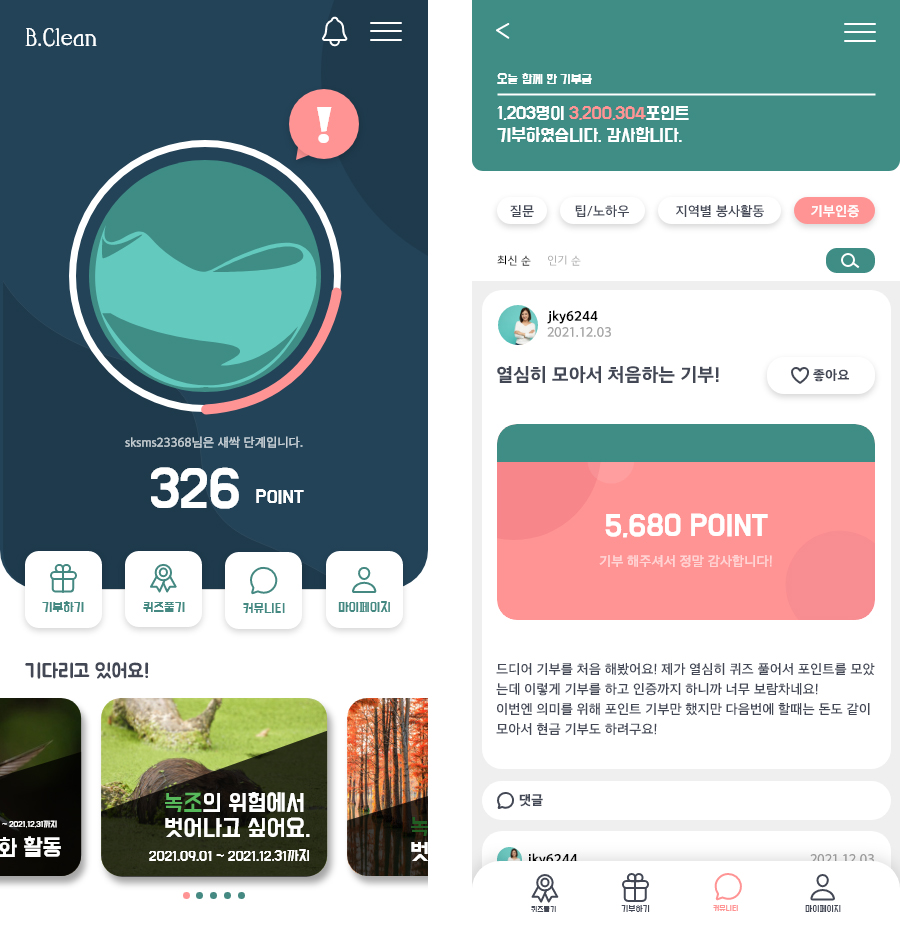 B.Clean
!
sksms23368님은 새싹 단계입니다.
326 POINT
기부하기
퀴즈풀기
커뮤니티
마이페이지
기다리고 있어요!
~ 2021.12.31까지
화 활동
녹조의 위험에서
벗어나고 싶어요.
2021.09.01 ~ 2021.12.31까지
녹
벗
<
오늘 함께 한 기부금
1,203명이 3,200,304포인트
기부하였습니다. 감사합니다.
질문
팁/노하우
지역별 봉사활동
기부인증
최신 순
인기 순
jky6244
2021.12.03
열심히 모아서 처음하는 기부!
좋아요
5,680 POINT
기부 해주셔서 정말 감사합니다!
드디어 기부를 처음 해봤어요! 제가 열심히 퀴즈 풀어서 포인트를 모았
는데 이렇게 기부를 하고 인증까지 하니까 너무 보람차네요!
이번엔 의미를 위해 포인트 기부만 했지만 다음번에 할때는 돈도 같이
모아서 현금 기부도 하려구요!
댓글
jky6244
2021.12.03
퀴즈풀기
기부하기
커뮤니티
마이페이지